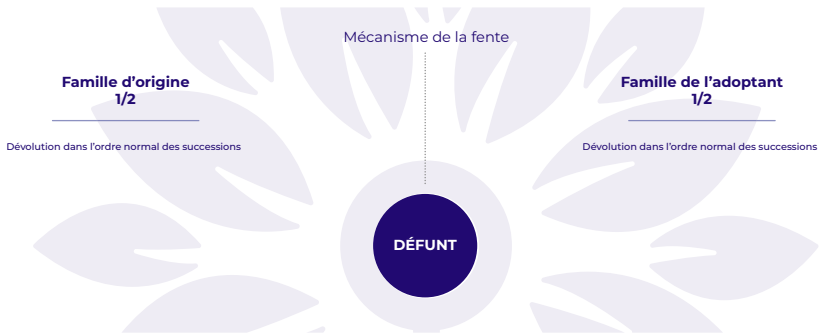 Mécanisme de la fente
Famille d’origine
1/2
Dévolution dans l’ordre normal des successions
Famille de l’adoptant
1/2
Dévolution dans l’ordre normal des successions
DÉFUNT